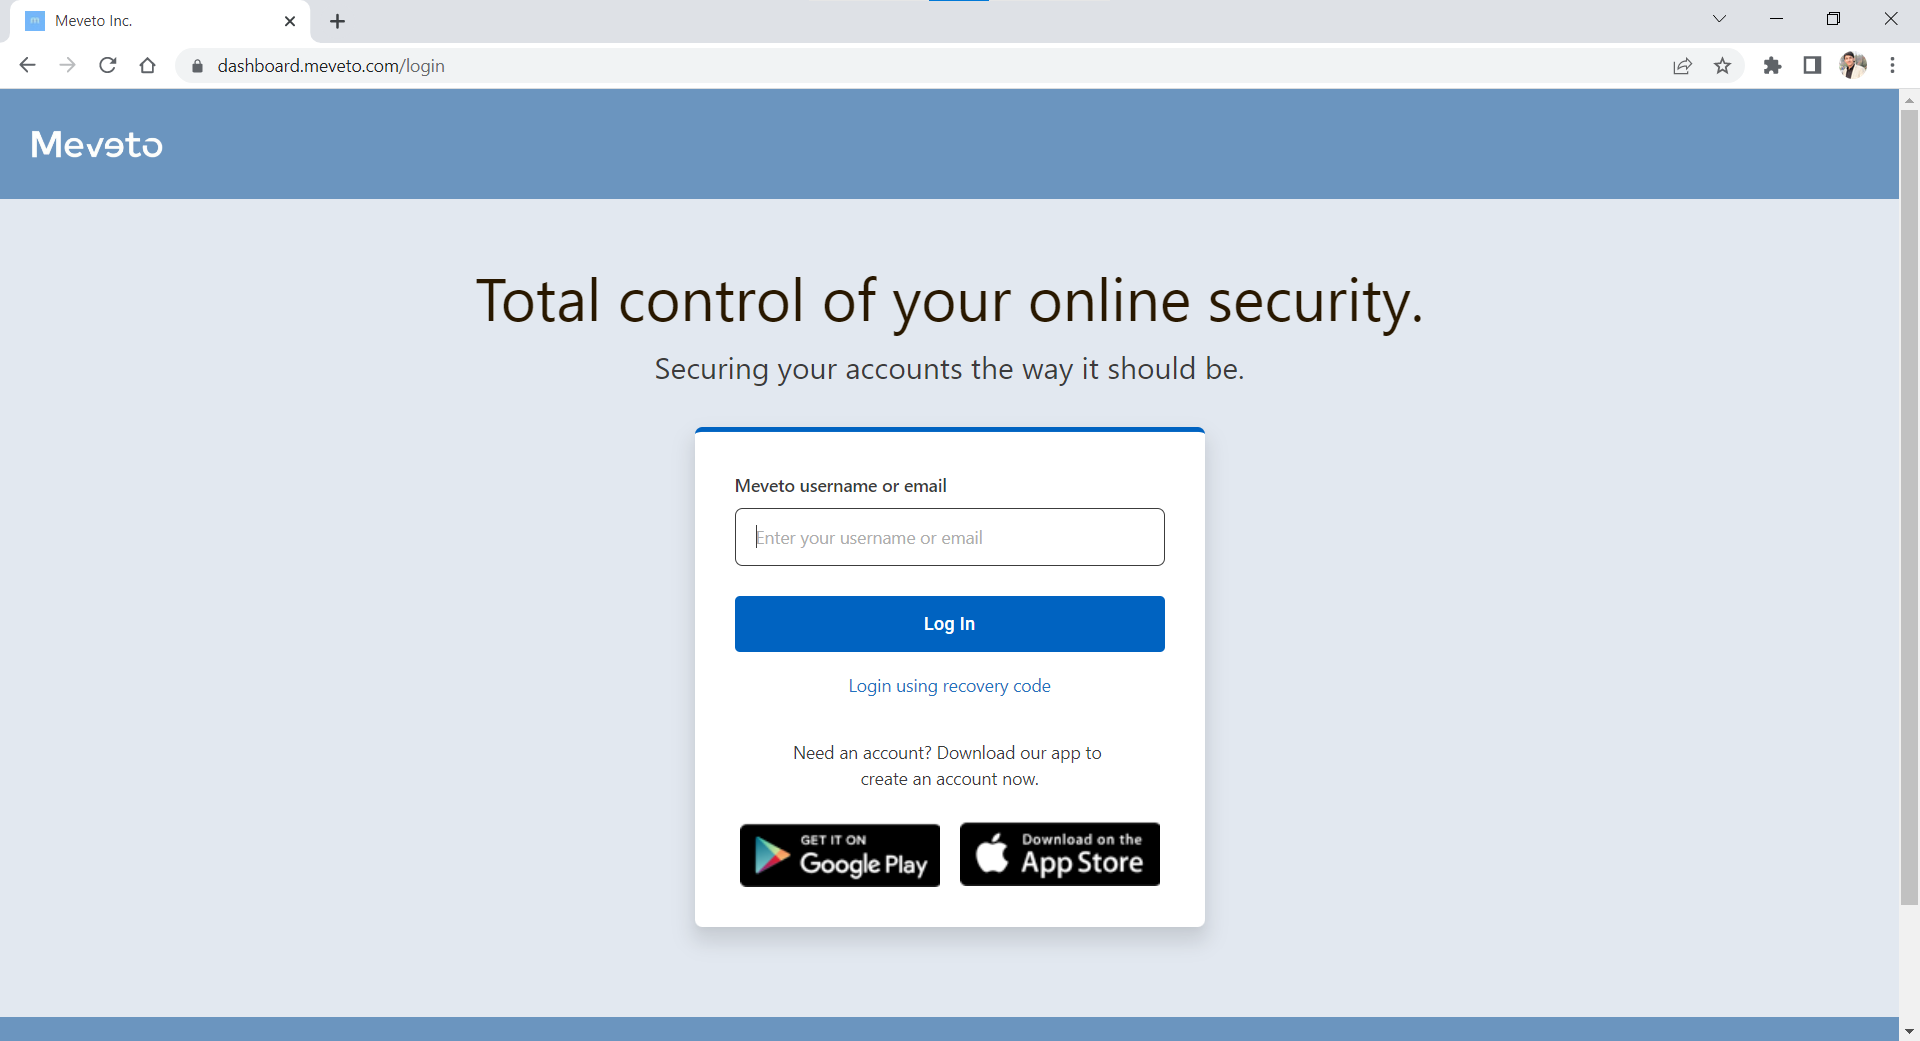 Meveto Inc.
dashboard.meveto.com/login
Meveto
Total control of your online security.
Securing your accounts the way it should be.
Meveto username or email
Enter your username or email
Log In
Login using recovery code
Need an account? Download our app to
create an account now.
GET IT ON
Google Play
Download on the
App Store